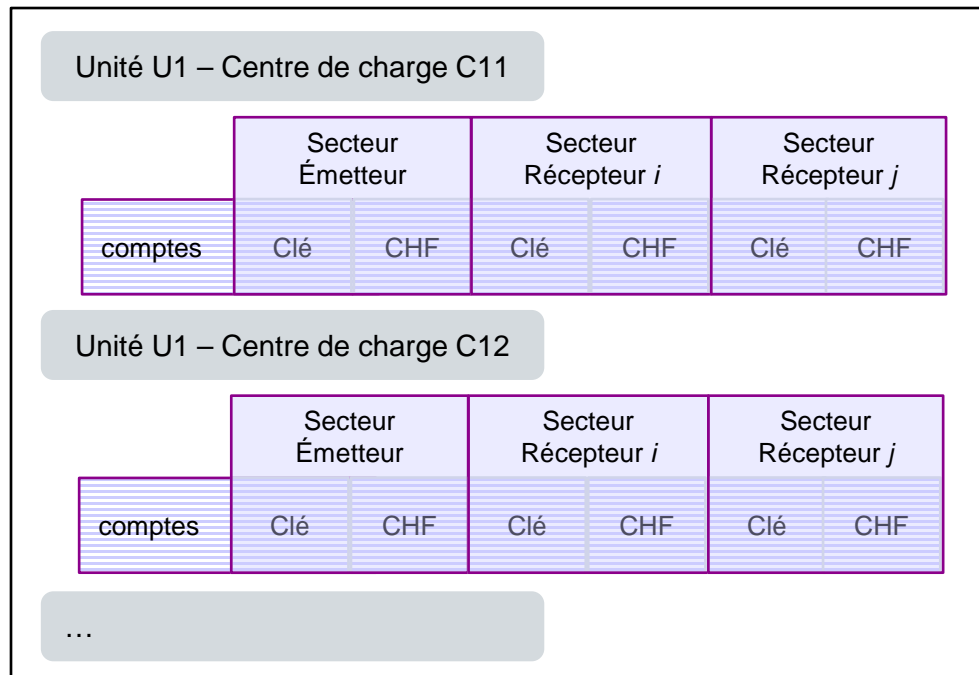 Unité U1 – Centre de charge C11
Secteur Émetteur
Secteur Récepteur i
Secteur Récepteur j
comptes Clé CHF Clé CHF Clé CHF
Unité U1 – Centre de charge C12
Secteur Émetteur
Secteur Récepteur i
Secteur Récepteur j
comptes Clé CHF Clé CHF Clé CHF
…